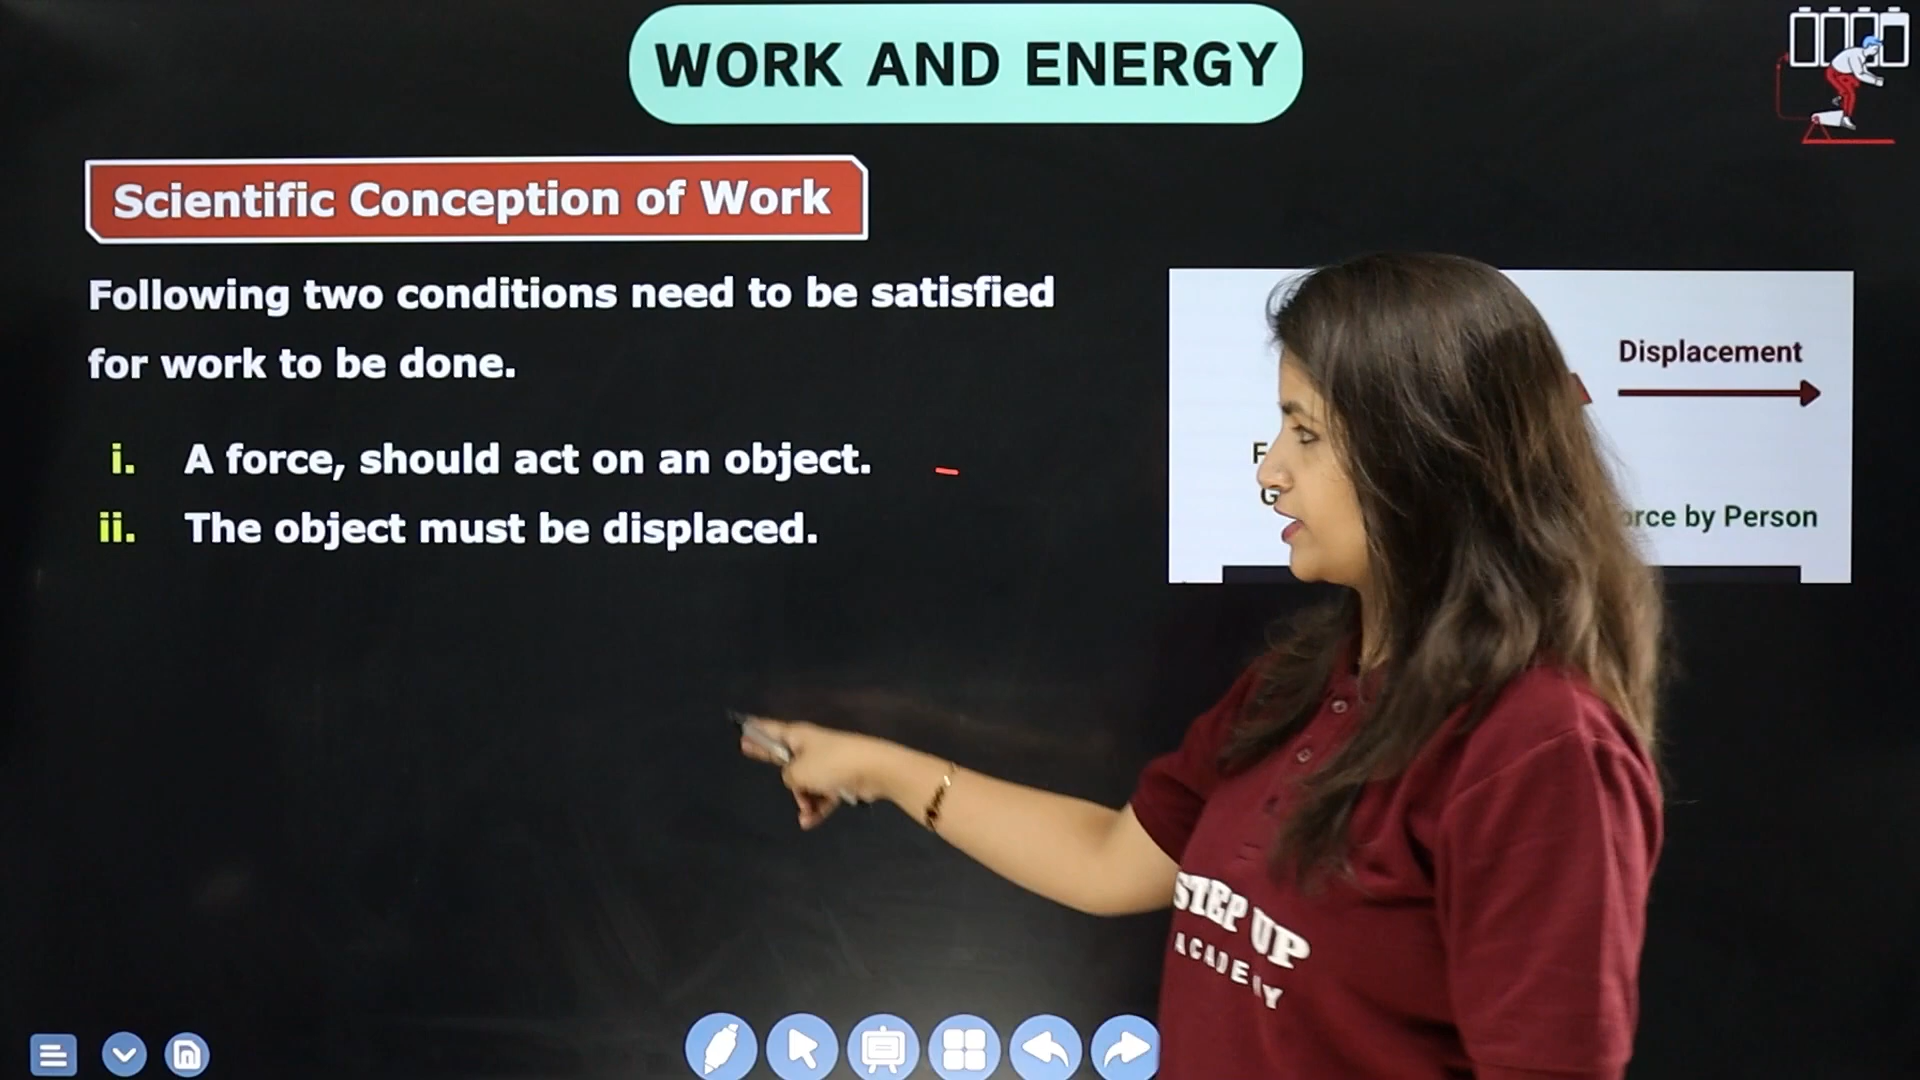 WORK AND ENERGY
Scientific Conception of Work
Following two conditions need to be satisfied
for work to be done.
i. A force, should act on an object.
ii. The object must be displaced.
Displacement
by Person
STEP UP
ACADEMY